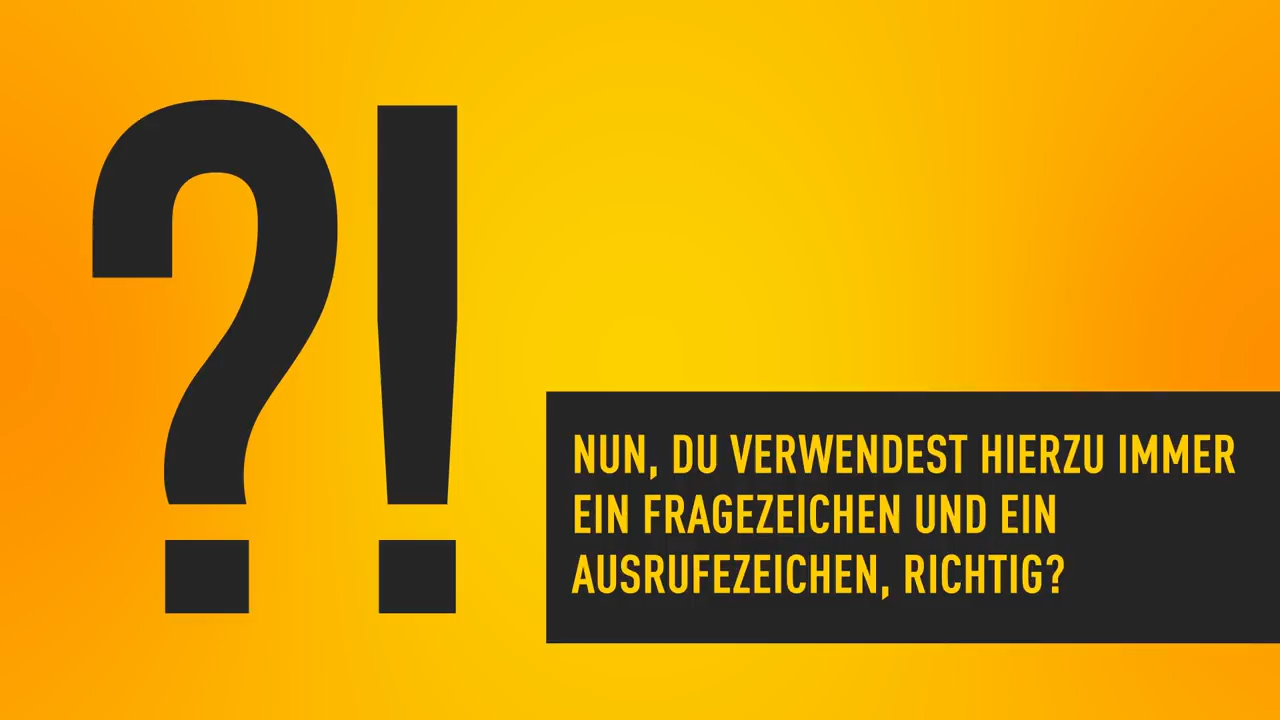 ?!
NUN, DU VERWENDEST HIERZU IMMER
EIN FRAGEZEICHEN UND EIN
AUSRUFEZEICHEN, RICHTIG?